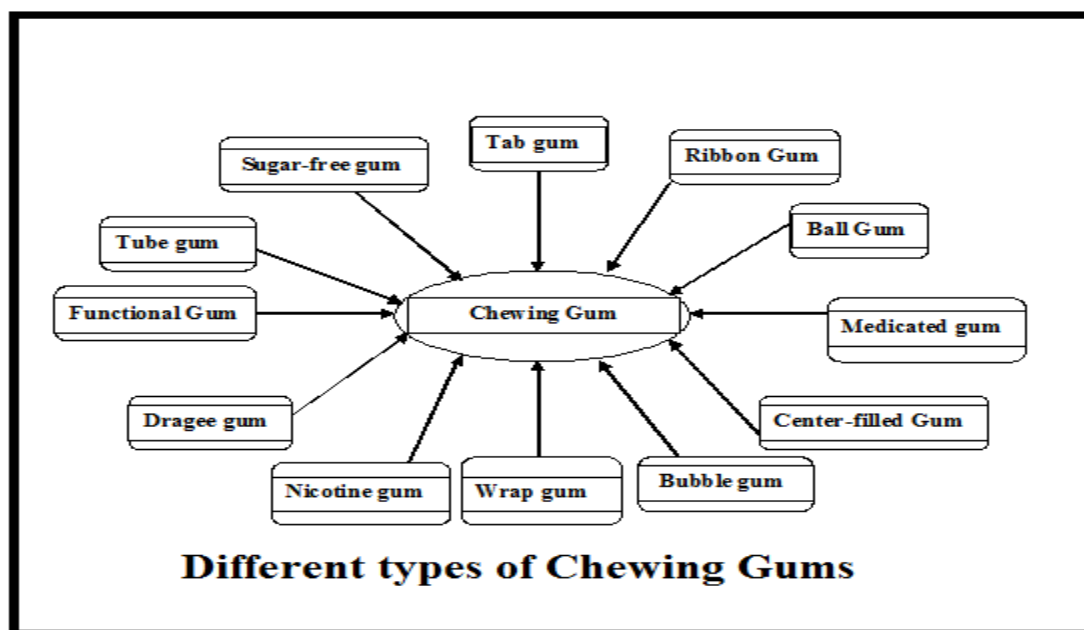 Tab gum
Ribbon Gum
Sugar-free gum
Ball Gum
Tube gum
Functional Gum
Chewing Gum
Medicated gum
Dragee gum
Center-filled Gum
Nicotine gum
Wrap gum
Bubble gum
Different types of Chewing Gums